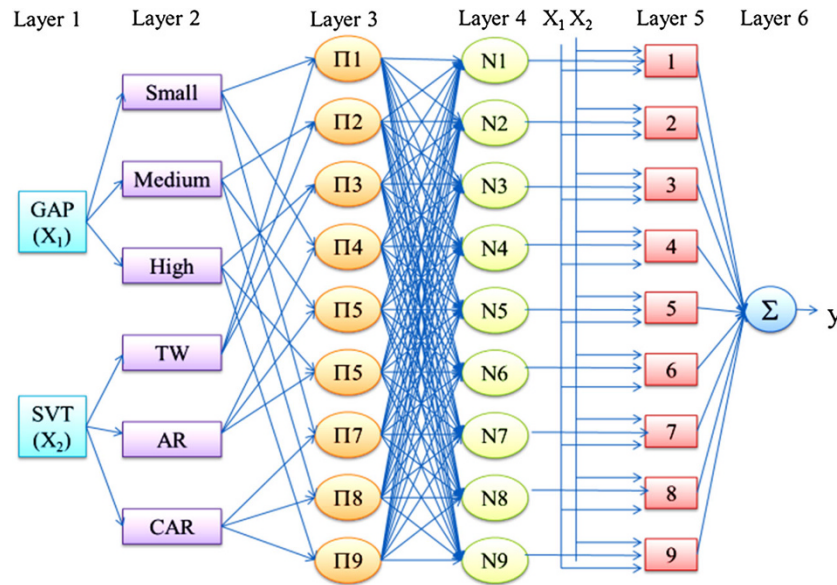 Layer 1
Layer 2
Layer 3
Layer 4
X₁ X₂
Layer 5
Layer 6
GAP
(X₁)
SVT
(X₂)
Small
Medium
High
TW
AR
CAR
Π1
Π2
Π3
Π4
Π5
Π5
Π7
Π8
Π9
N1
N2
N3
N4
N5
N6
N7
N8
N9
1
2
3
4
5
6
7
8
9
Σ
y